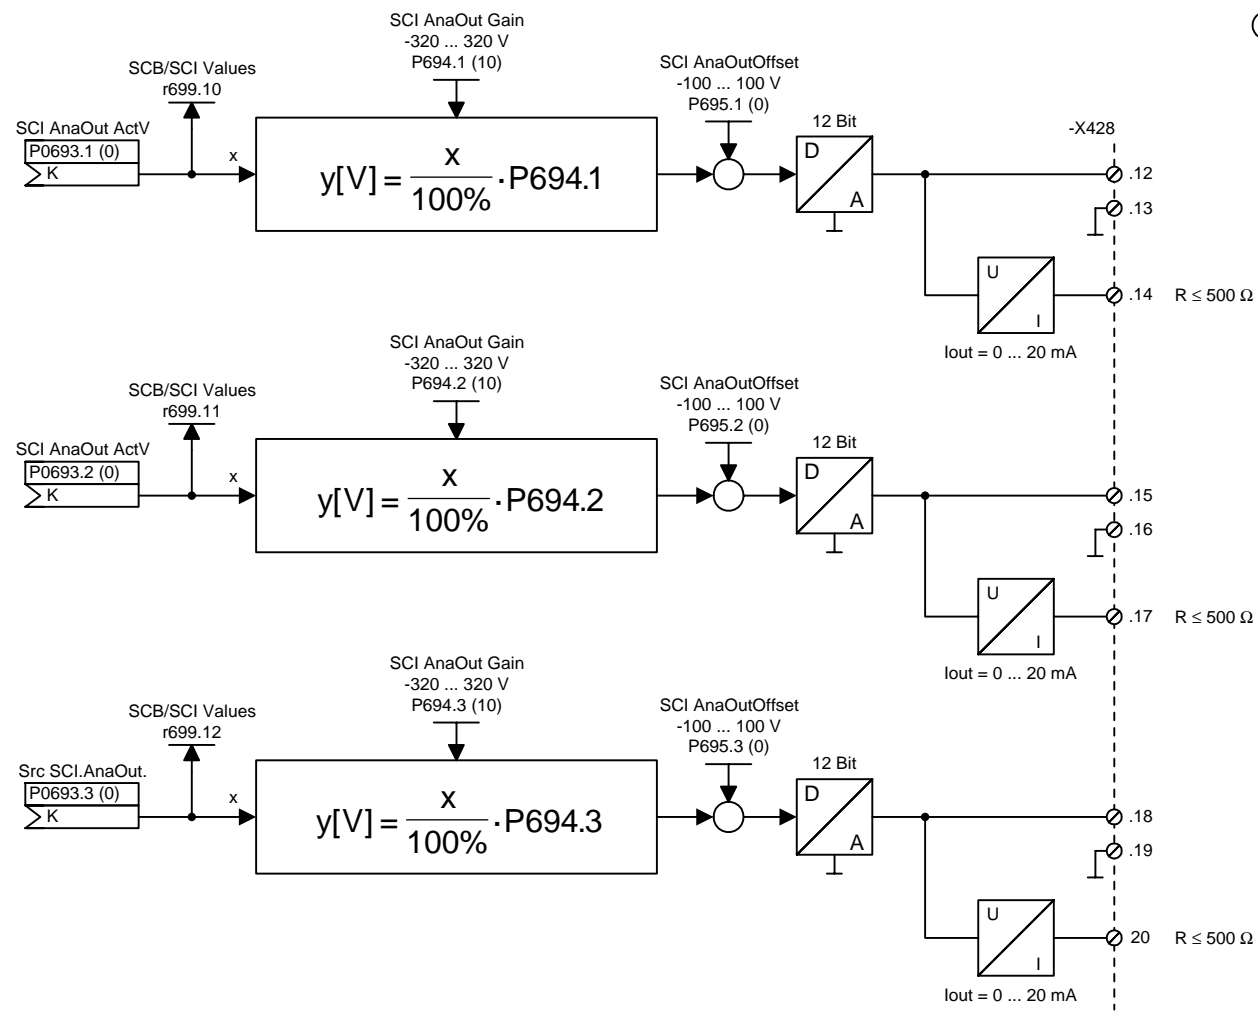 SCI AnaOut Gain
-320 ... 320 V
P694.1 (10)
SCI AnaOutOffset
-100 ... 100 V
P695.1 (0)
SCB/SCI Values
r699.10
12 Bit
-X428
SCI AnaOut ActV
P0693.1 (0)
K
x
y[V] = x/100% · P694.1
D
A
.12
.13
U
I
.14 R ≤ 500 Ω
Iout = 0 ... 20 mA
SCI AnaOut Gain
-320 ... 320 V
P694.2 (10)
SCI AnaOutOffset
-100 ... 100 V
P695.2 (0)
SCB/SCI Values
r699.11
12 Bit
SCI AnaOut ActV
P0693.2 (0)
K
x
y[V] = x/100% · P694.2
D
A
.15
.16
U
I
.17 R ≤ 500 Ω
Iout = 0 ... 20 mA
SCI AnaOut Gain
-320 ... 320 V
P694.3 (10)
SCI AnaOutOffset
-100 ... 100 V
P695.3 (0)
SCB/SCI Values
r699.12
12 Bit
Src SCI.AnaOut.
P0693.3 (0)
K
x
y[V] = x/100% · P694.3
D
A
.18
.19
U
I
20 R ≤ 500 Ω
Iout = 0 ... 20 mA